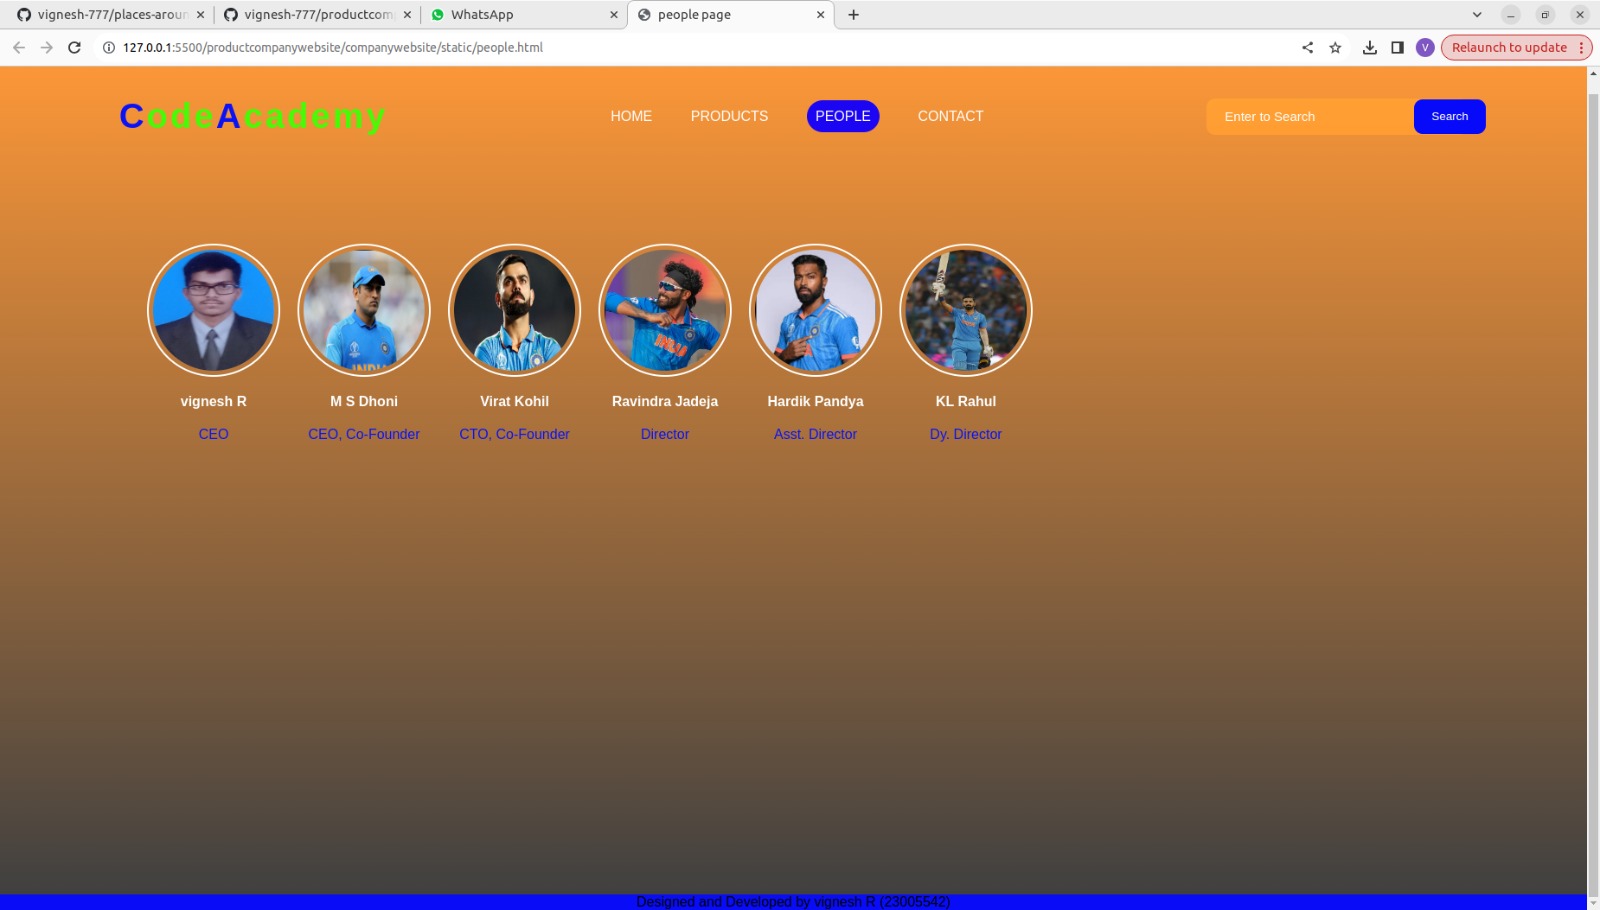 vignesh-777/places-aroun
vignesh-777/productcom
WhatsApp
people page
127.0.0.1:5500/productcompanywebsite/companywebsite/static/people.html
V
Relaunch to update
CodeAcademy
HOME
PRODUCTS
PEOPLE
CONTACT
Enter to Search
Search
vignesh R
M S Dhoni
Virat Kohil
Ravindra Jadeja
Hardik Pandya
KL Rahul
CEO
CEO, Co-Founder
CTO, Co-Founder
Director
Asst. Director
Dy. Director
Designed and Developed by vignesh R (23005542)